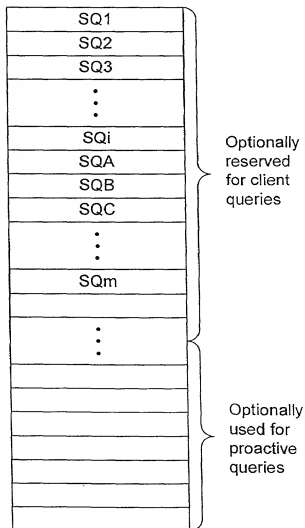 SQ1
SQ2
SQ3
SQi
SQA
SQB
SQC
SQm
Optionally
reserved
for client
queries
Optionally
used for
proactive
queries